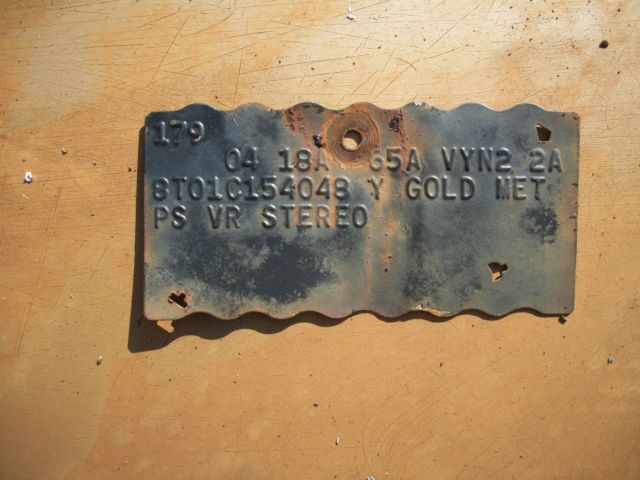 179
04 18A 65A VYN2 2A
8T01C154048 Y GOLD MET
PS VR STEREO